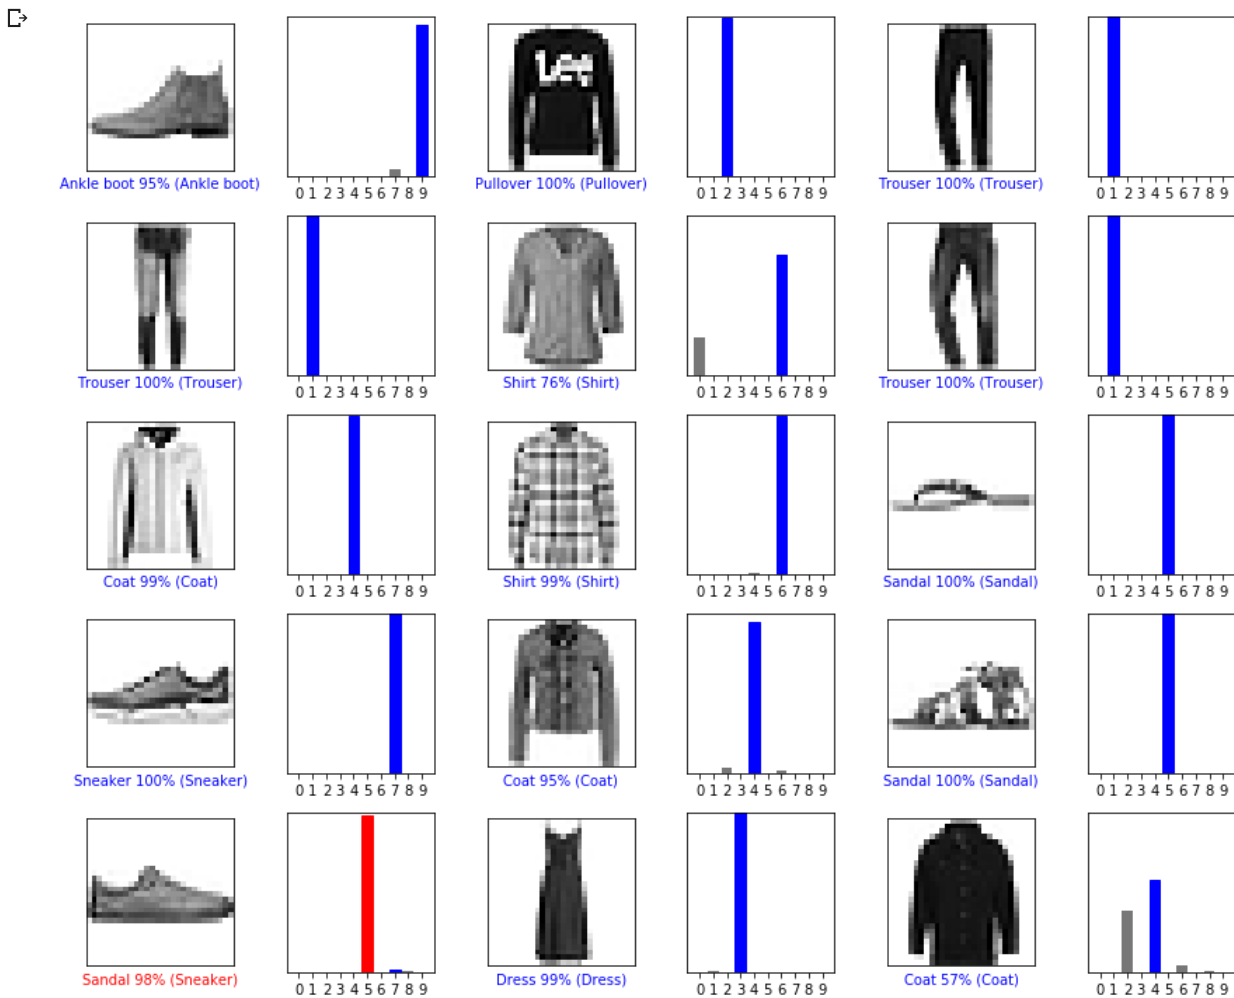 Lee
Ankle boot 95% (Ankle boot)
0 1 2 3 4 5 6 7 8 9
Pullover 100% (Pullover)
0 1 2 3 4 5 6 7 8 9
Trouser 100% (Trouser)
0 1 2 3 4 5 6 7 8 9
Trouser 100% (Trouser)
0 1 2 3 4 5 6 7 8 9
Shirt 76% (Shirt)
0 1 2 3 4 5 6 7 8 9
Trouser 100% (Trouser)
0 1 2 3 4 5 6 7 8 9
Coat 99% (Coat)
0 1 2 3 4 5 6 7 8 9
Shirt 99% (Shirt)
0 1 2 3 4 5 6 7 8 9
Sandal 100% (Sandal)
0 1 2 3 4 5 6 7 8 9
Sneaker 100% (Sneaker)
0 1 2 3 4 5 6 7 8 9
Coat 95% (Coat)
0 1 2 3 4 5 6 7 8 9
Sandal 100% (Sandal)
0 1 2 3 4 5 6 7 8 9
Sandal 98% (Sneaker)
0 1 2 3 4 5 6 7 8 9
Dress 99% (Dress)
0 1 2 3 4 5 6 7 8 9
Coat 57% (Coat)
0 1 2 3 4 5 6 7 8 9